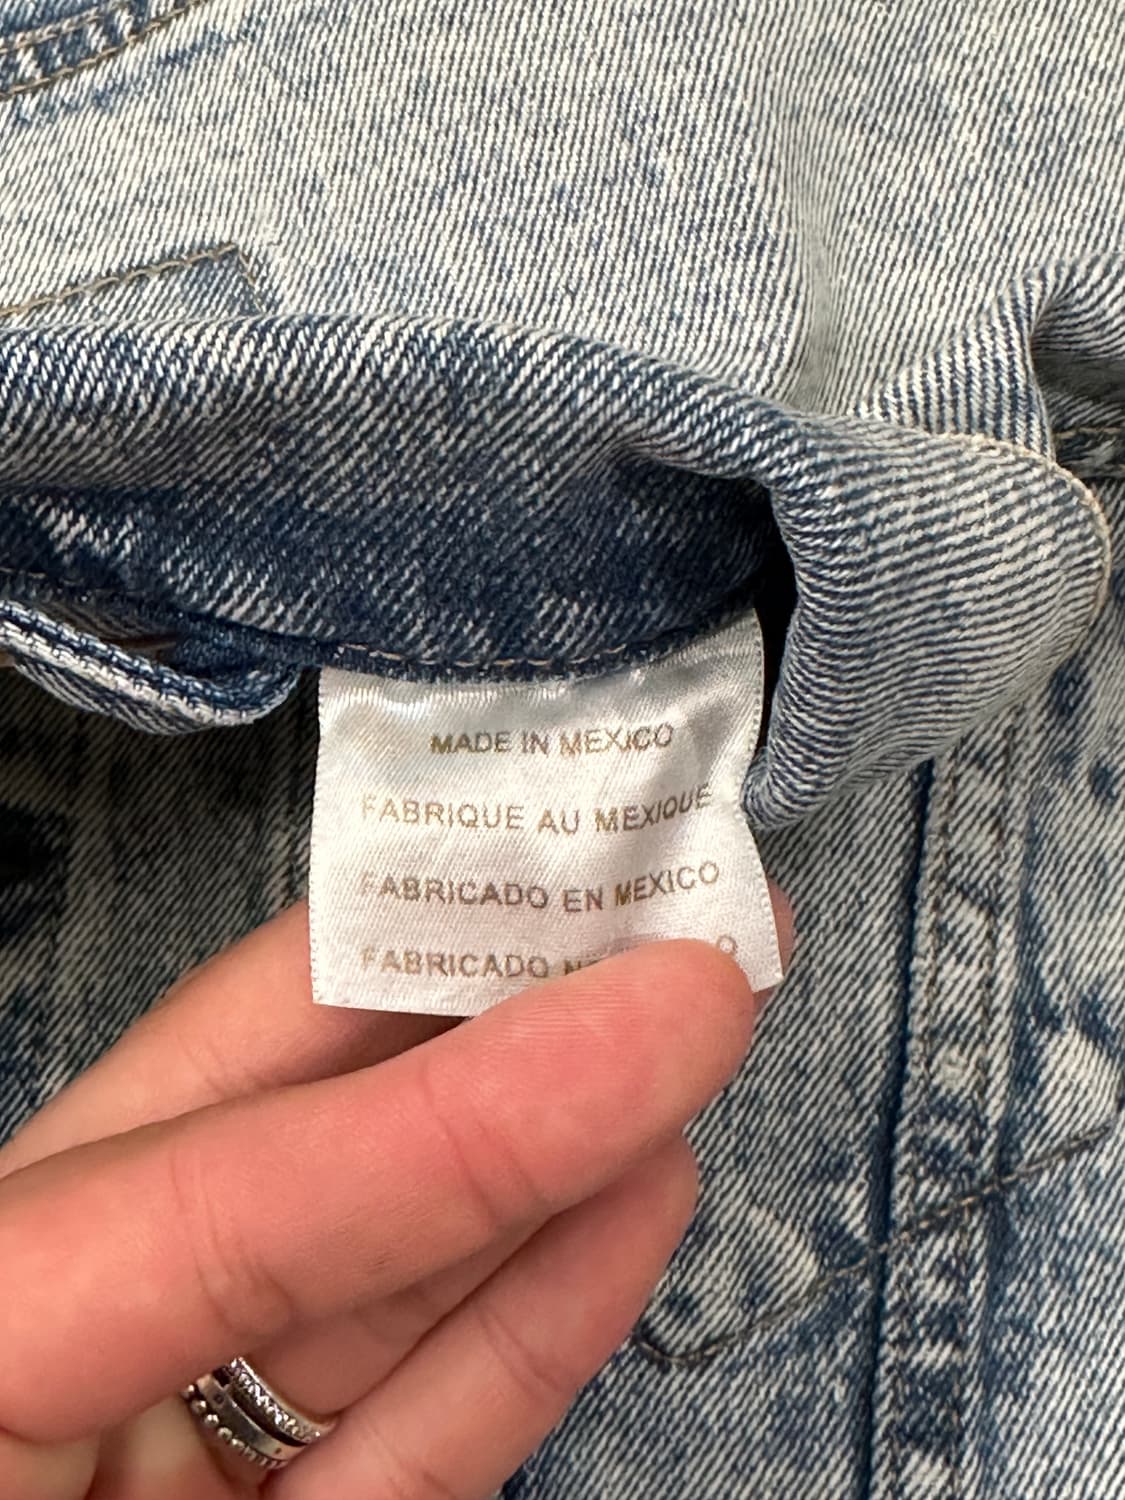 MADE IN MEXICO
FABRIQUE AU MEXIQUE
FABRICADO EN MEXICO
FABRICADO